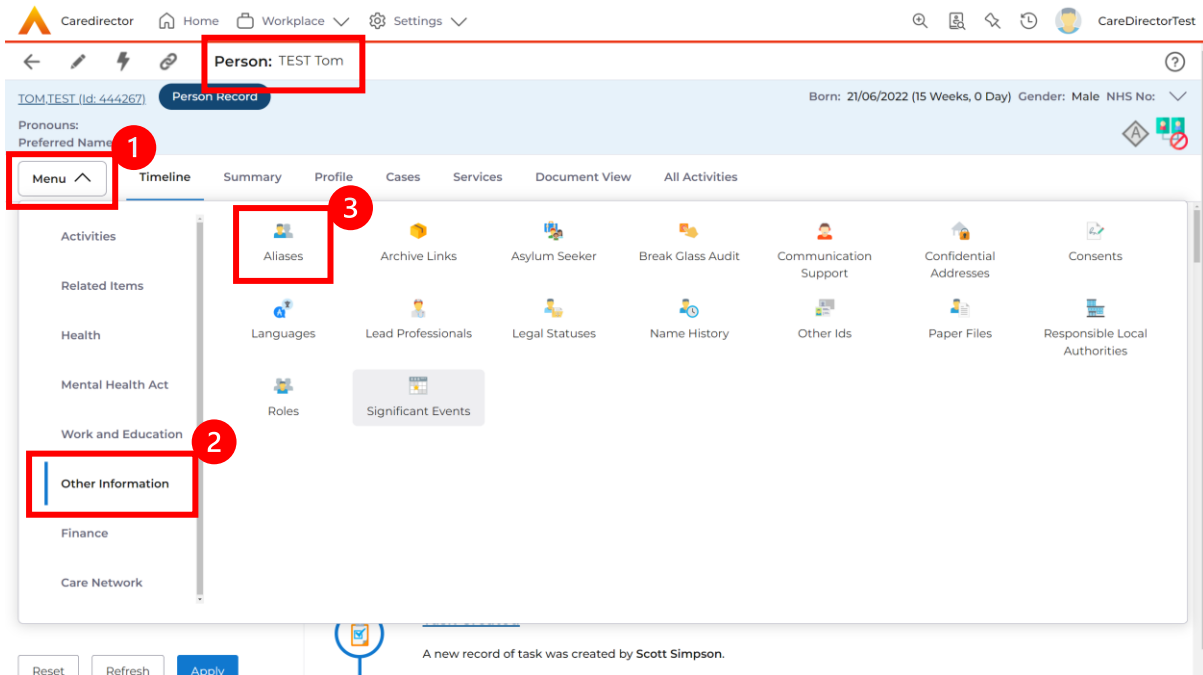 Caredirector Home Workplace Settings CareDirectorTest
Person: TEST Tom
TOM,TEST (Id: 444267) Person Record Born: 21/06/2022 (15 Weeks, 0 Day) Gender: Male NHS No:
Pronouns:
Preferred Name
1
Menu Timeline Summary Profile Cases Services Document View All Activities
3
Activities
Related Items
Health
Mental Health Act
Work and Education
2
Other Information
Finance
Care Network
Aliases
Archive Links
Asylum Seeker
Break Glass Audit
Communication
Support
Confidential
Addresses
Consents
Languages
Lead Professionals
Legal Statuses
Name History
Other Ids
Paper Files
Responsible Local
Authorities
Roles
Significant Events
A new record of task was created by Scott Simpson.
Reset Refresh Apply